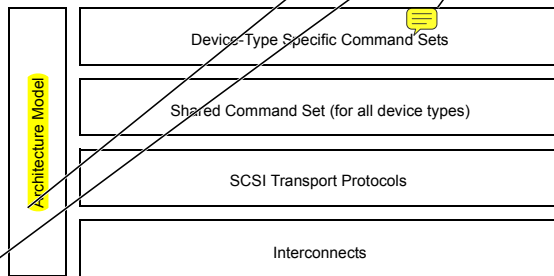 Architecture Model
Device-Type Specific Command Sets
Shared Command Set (for all device types)
SCSI Transport Protocols
Interconnects